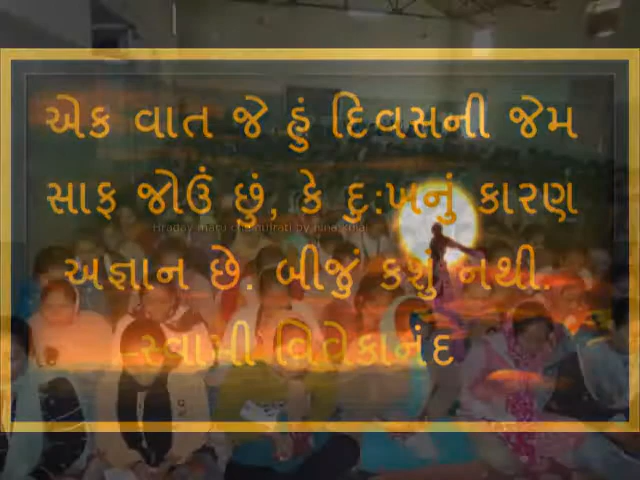 એક વાત જે હું દિવસની જેમ
સાફ જોઉં છું, કે દુ:ખનું કારણ
અજ્ઞાન છે. બીજું કશું નથી.
-સ્વામી વિવેકાનંદ